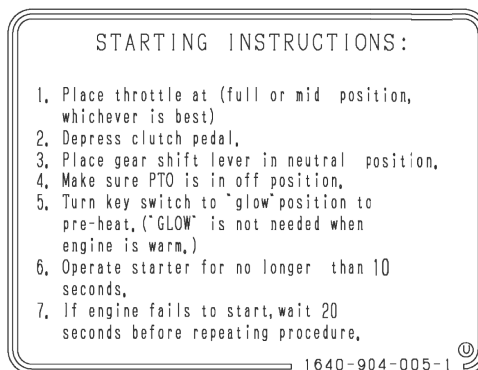 STARTING INSTRUCTIONS:
1. Place throttle at (full or mid position,
whichever is best)
2. Depress clutch pedal.
3. Place gear shift lever in neutral position.
4. Make sure PTO is in off position.
5. Turn key switch to "glow" position to
pre-heat. ("GLOW" is not needed when
engine is warm.)
6. Operate starter for no longer than 10
seconds.
7. If engine fails to start, wait 20
seconds before repeating procedure.
U
1640-904-005-1